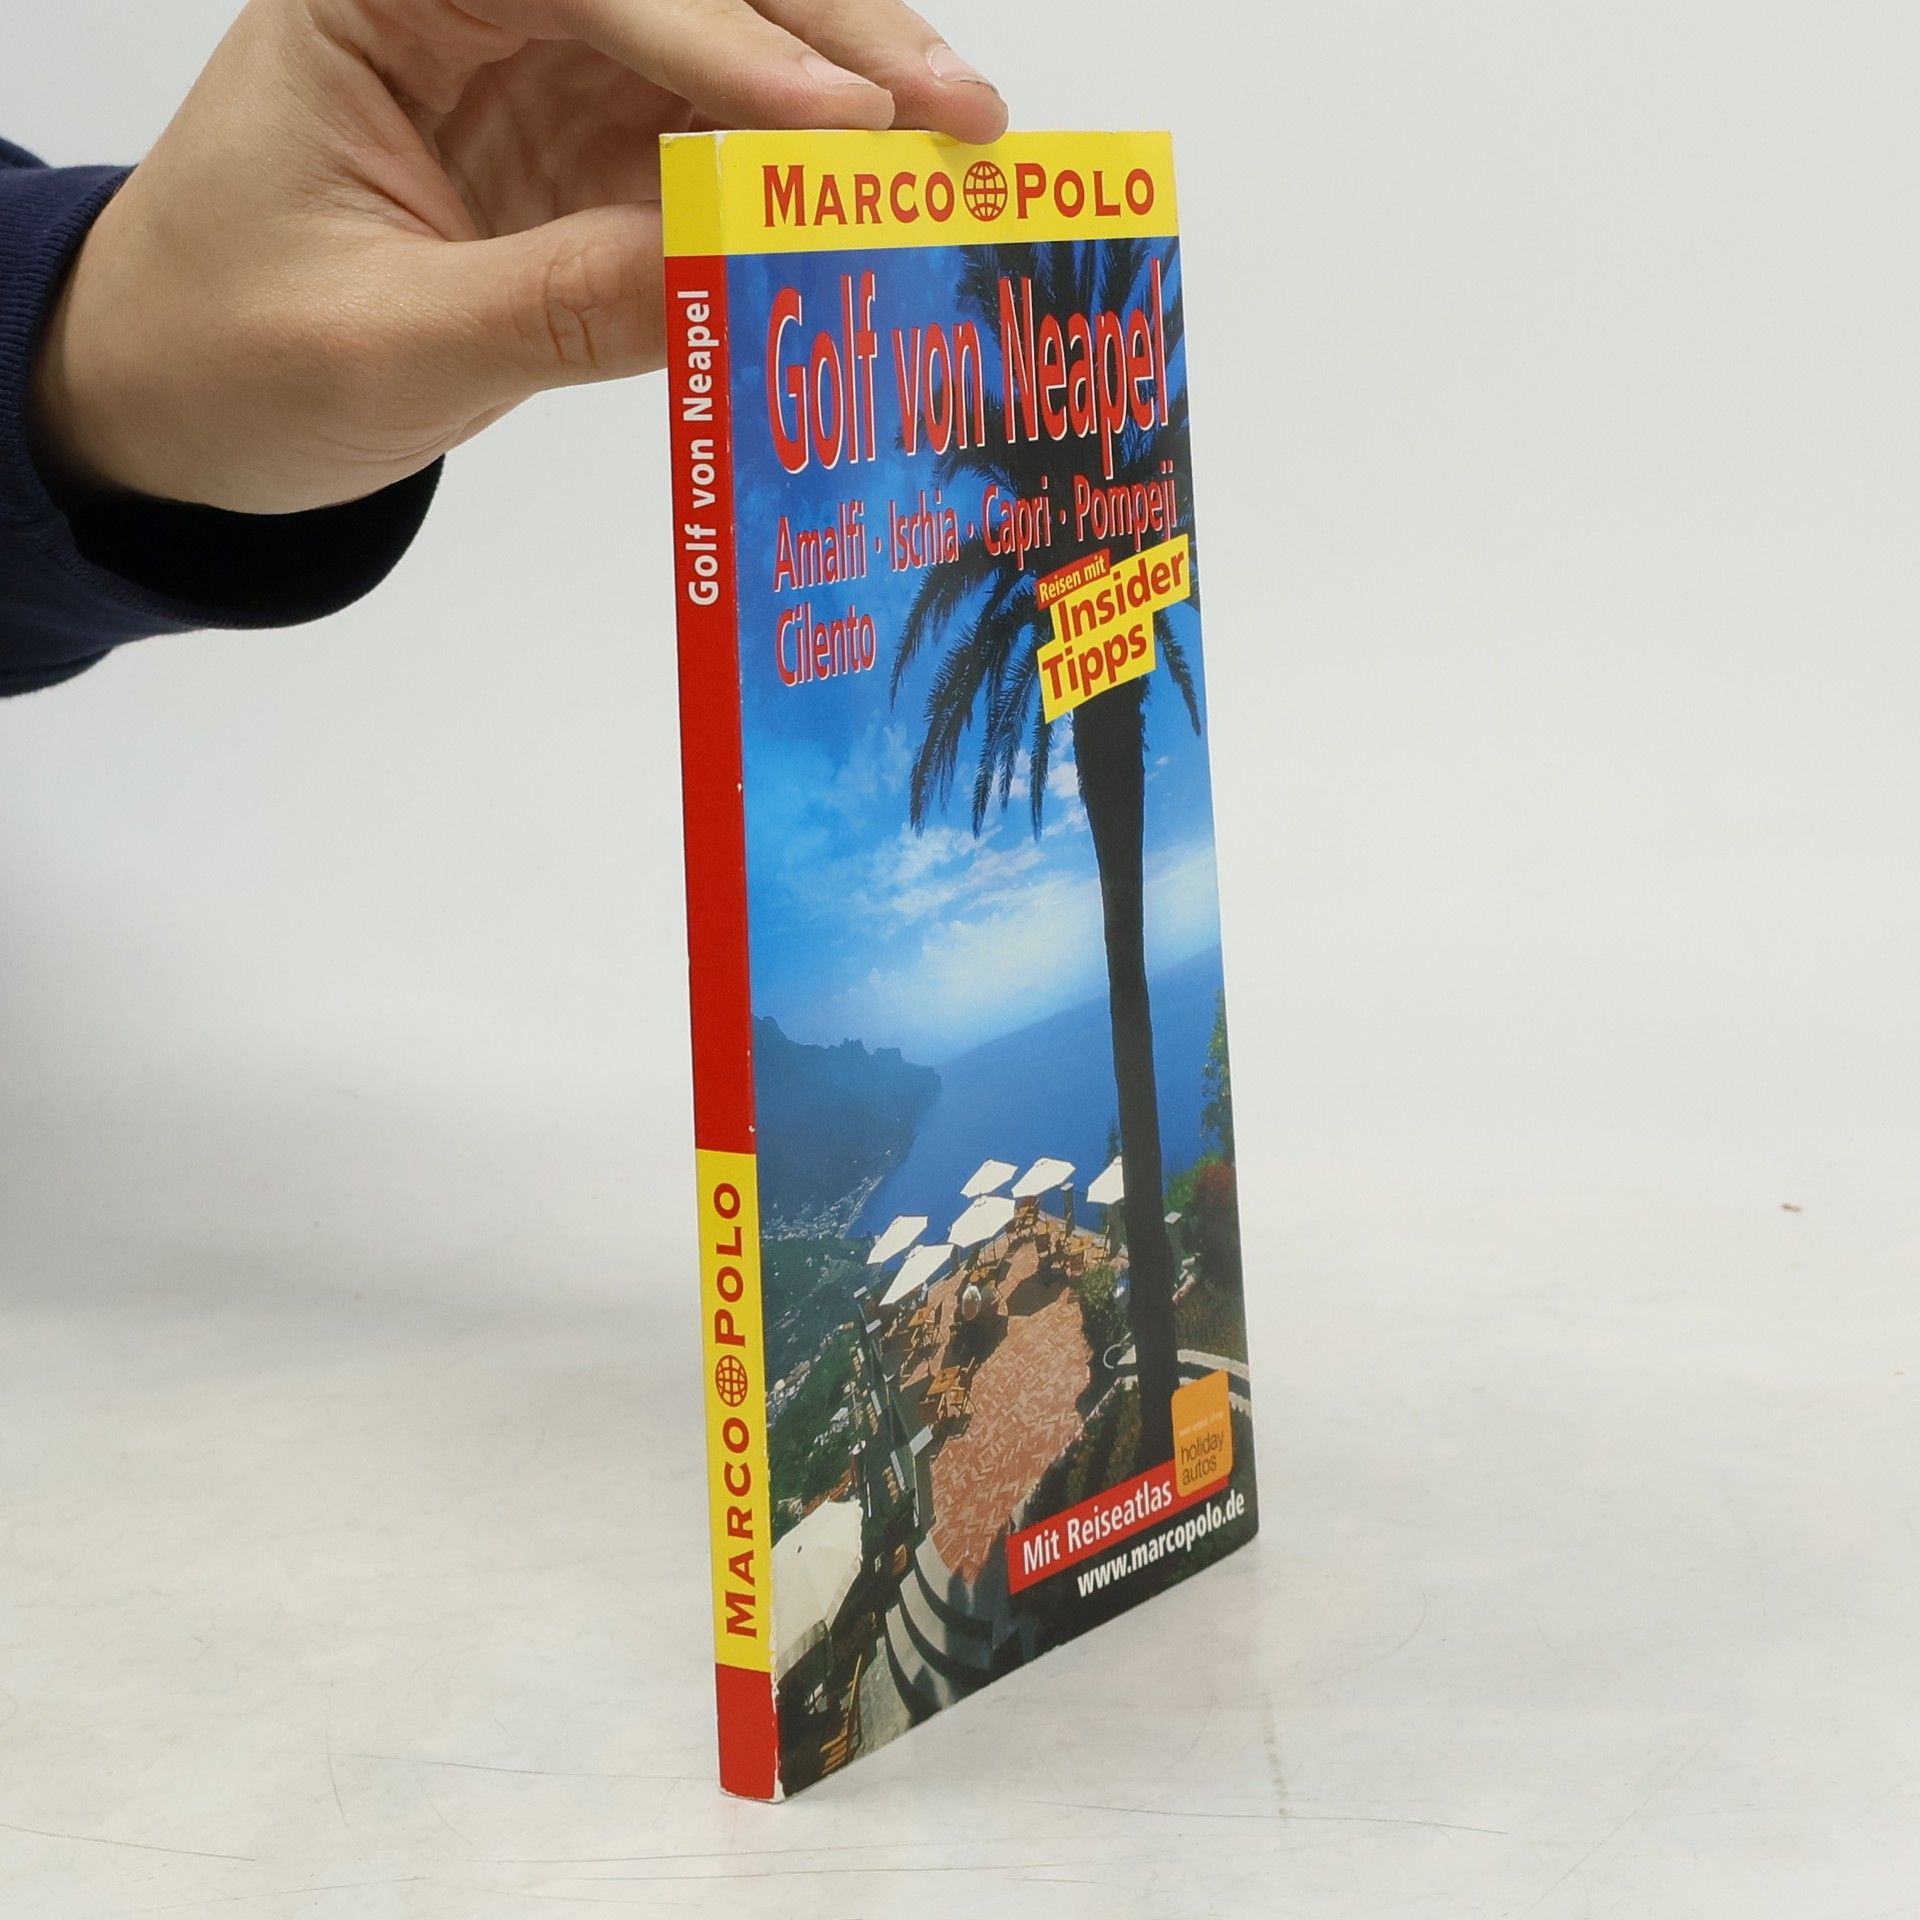 MARCO POLO
Golf von Neapel
Amalfi · Ischia · Capri · Pompeji
Cilento
Reisen mit
Insider
Tipps
holiday
autos
Mit Reiseatlas
www.marcopolo.de
Golf von Neapel
MARCO POLO